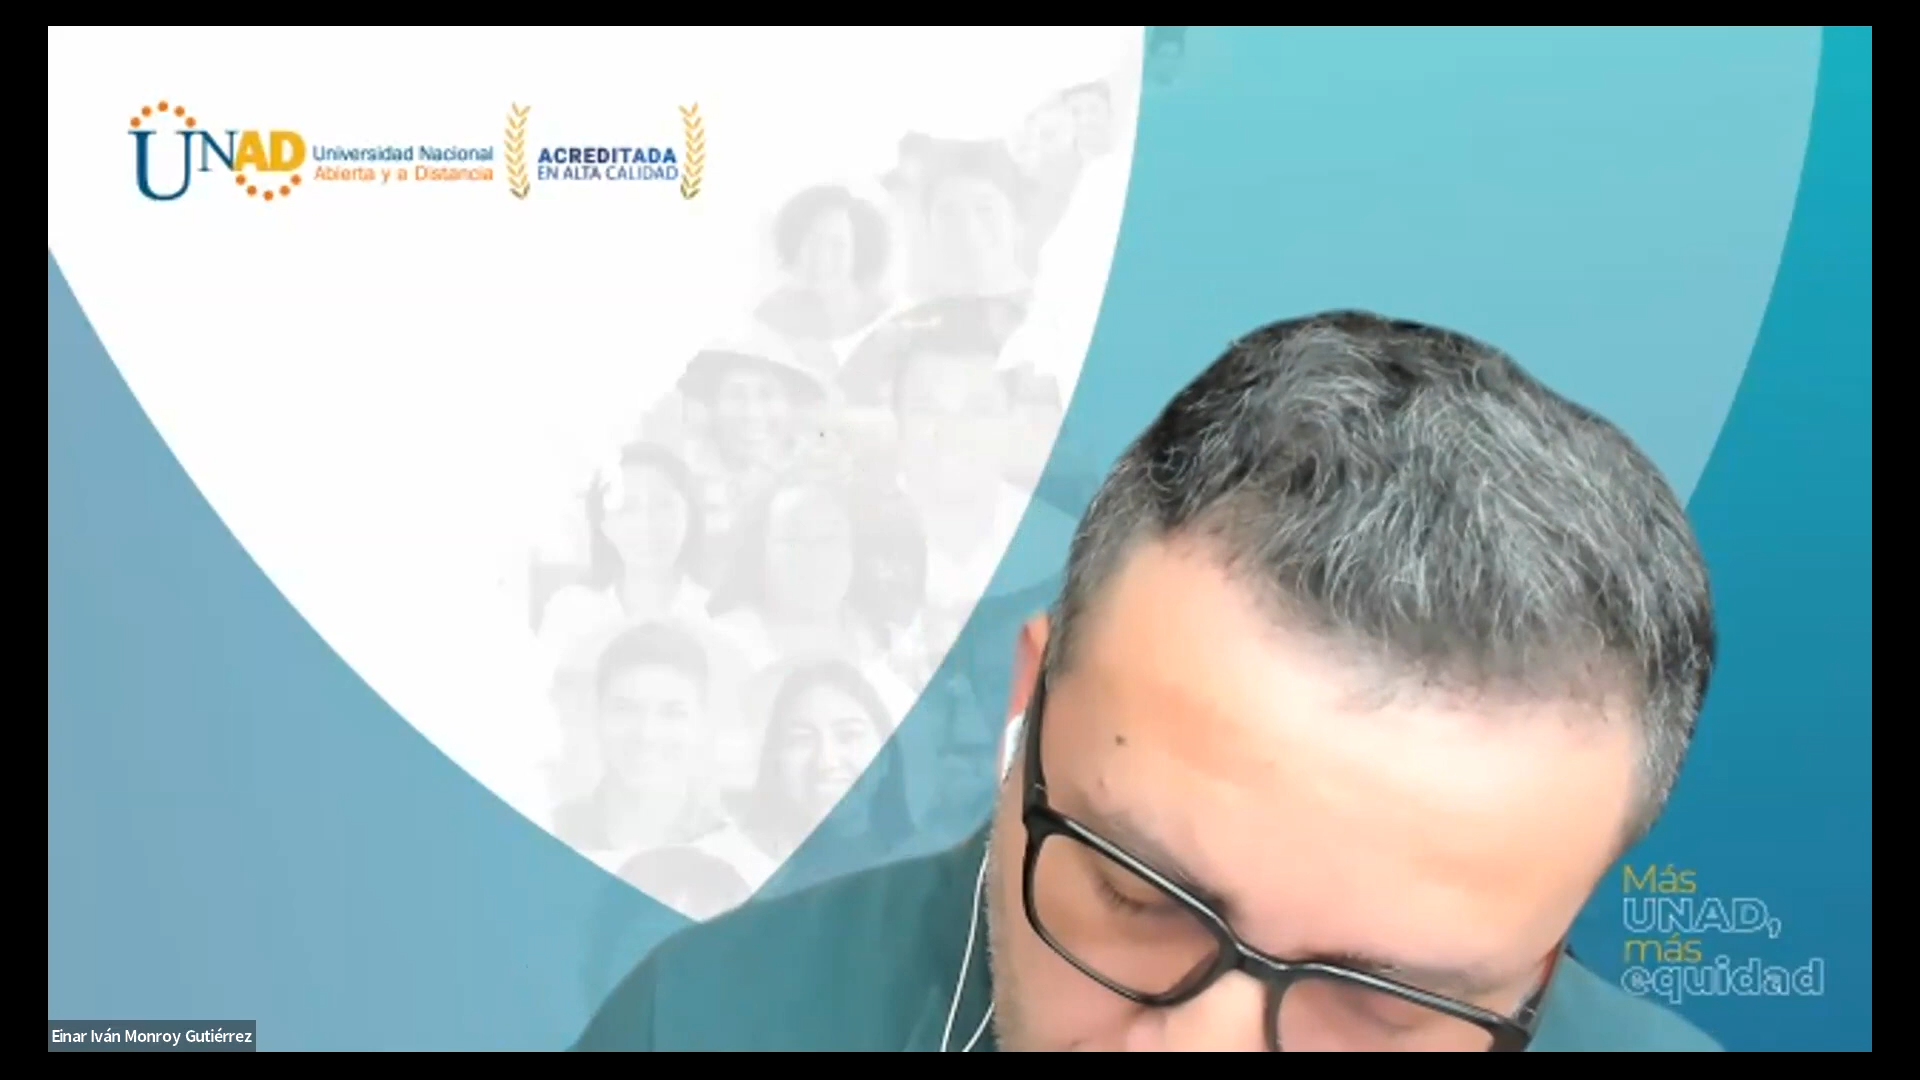 UNAD
Universidad Nacional
Abierta y a Distancia
ACREDITADA
EN ALTA CALIDAD
Más
UNAD,
más
equidad
Einar Iván Monroy Gutiérrez